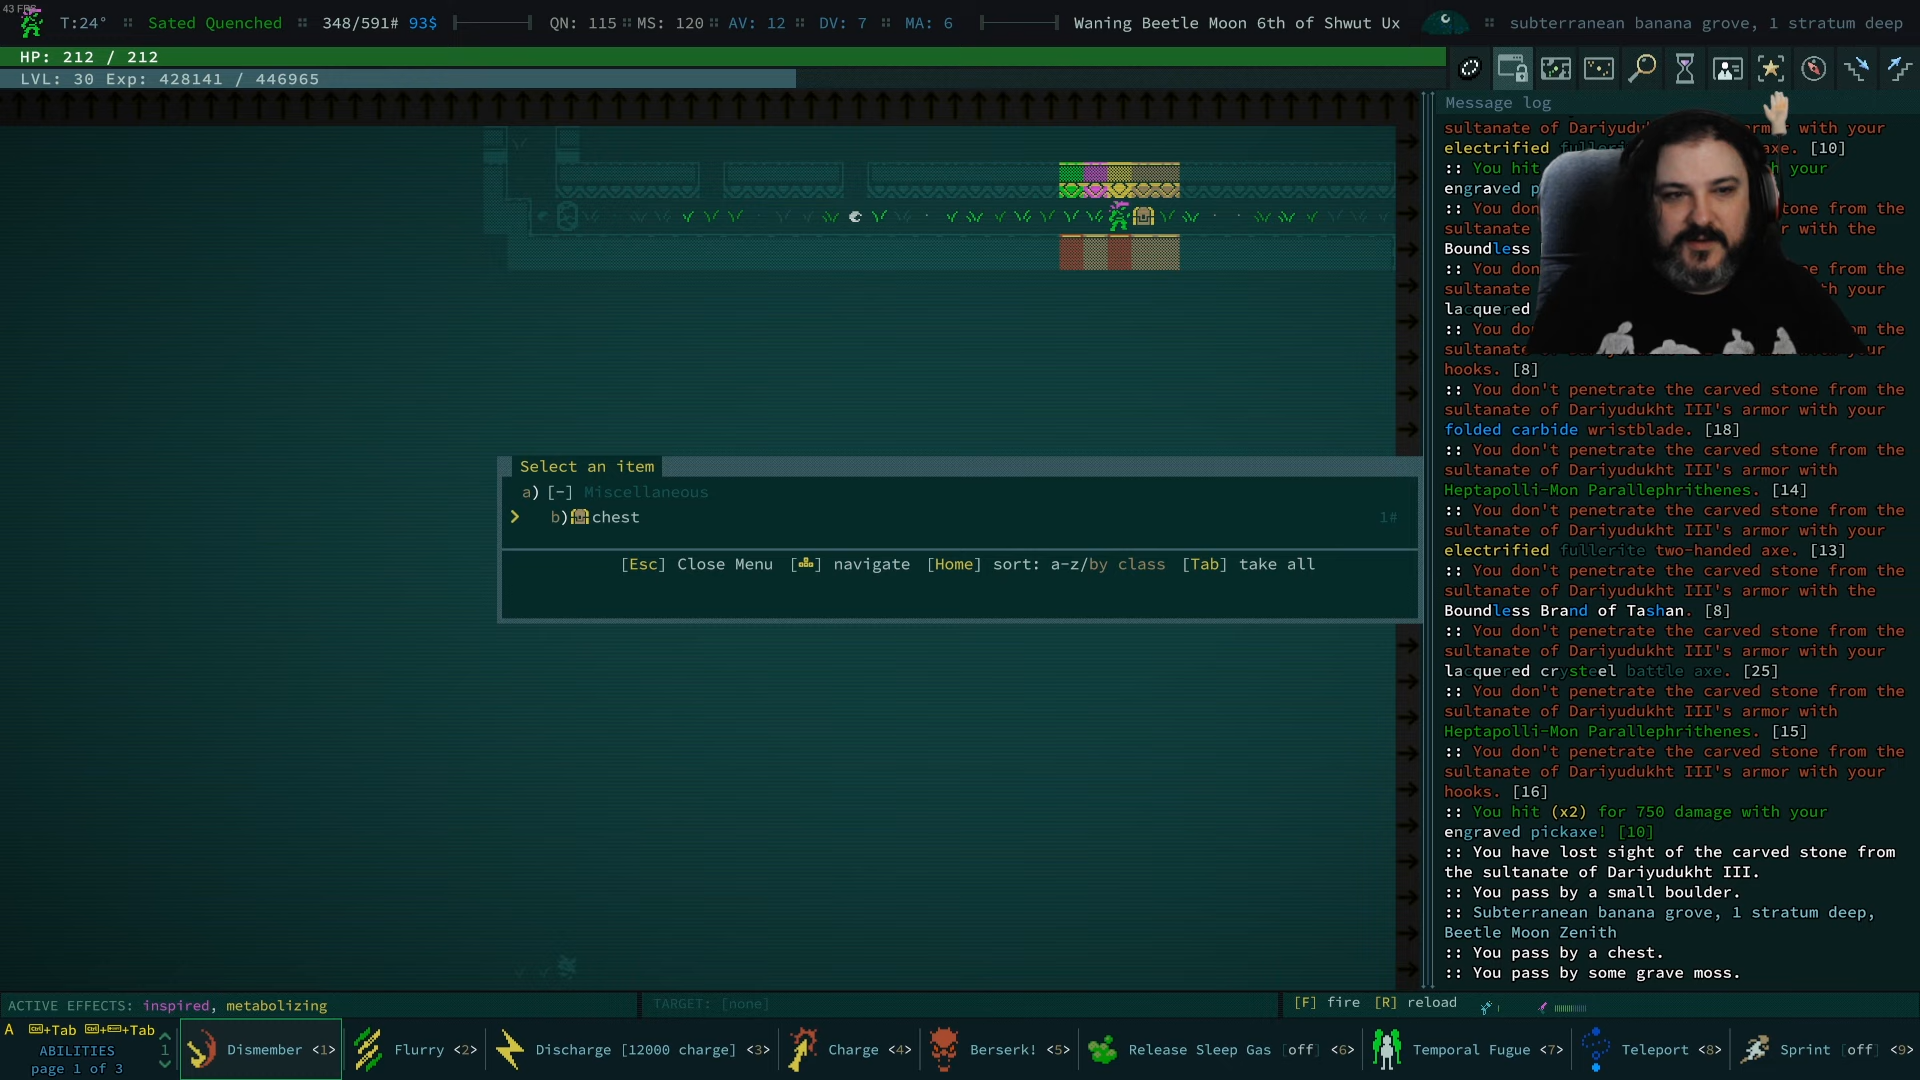 43 FPS
T:24° :: Sated Quenched :: 348/591# 93$ QN: 115 :: MS: 120 :: AV: 12 :: DV: 7 :: MA: 6 Waning Beetle Moon 6th of Shwut Ux :: subterranean banana grove, 1 stratum deep
HP: 212 / 212
LVL: 30 Exp: 428141 / 446965
Message log
with your
electrified axe. [10]
:: You hit
engraved
:: You
sultanate with the
Boundless
:: You from the
sultanate with your
lacquered
:: You from the
sultanate
hooks. [8]
:: You don't penetrate the carved stone from the
sultanate of Dariyudukht III's armor with your
folded carbide wristblade. [18]
:: You don't penetrate the carved stone from the
sultanate of Dariyudukht III's armor with
Heptapolli-Mon Parallephrithenes. [14]
:: You don't penetrate the carved stone from the
sultanate of Dariyudukht III's armor with your
electrified fullerite two-handed axe. [13]
:: You don't penetrate the carved stone from the
sultanate of Dariyudukht III's armor with the
Boundless Brand of Tashan. [8]
:: You don't penetrate the carved stone from the
sultanate of Dariyudukht III's armor with your
lacquered crysteel battle axe. [25]
:: You don't penetrate the carved stone from the
sultanate of Dariyudukht III's armor with
Heptapolli-Mon Parallephrithenes. [15]
:: You don't penetrate the carved stone from the
sultanate of Dariyudukht III's armor with your
hooks. [16]
:: You hit (x2) for 750 damage with your
engraved pickaxe! [10]
:: You have lost sight of the carved stone from
the sultanate of Dariyudukht III.
:: You pass by a small boulder.
:: Subterranean banana grove, 1 stratum deep,
Beetle Moon Zenith
:: You pass by a chest.
:: You pass by some grave moss.
Select an item
a) [-] Miscellaneous
> b) chest 1#
[Esc] Close Menu [] navigate [Home] sort: a-z/by class [Tab] take all
ACTIVE EFFECTS: inspired, metabolizing
TARGET: [none]
[F] fire [R] reload
A Ctrl+Tab
ABILITIES
page 1 of 3
1
Dismember <1> Flurry <2> Discharge [12000 charge] <3> Charge <4> Berserk! <5> Release Sleep Gas [off] <6> Temporal Fugue <7> Teleport <8> Sprint [off] <9>